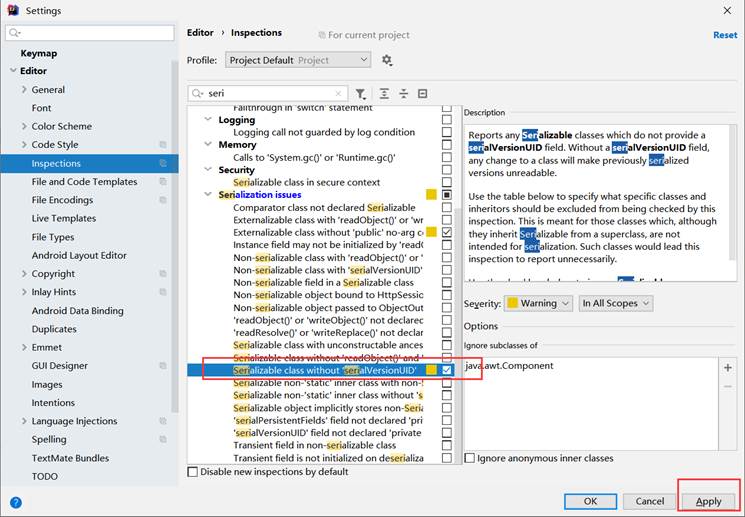 Settings
Keymap
Editor
General
Font
Color Scheme
Code Style
Inspections
File and Code Templates
File Encodings
Live Templates
File Types
Android Layout Editor
Copyright
Inlay Hints
Android Data Binding
Duplicates
Emmet
GUI Designer
Images
Intentions
Language Injections
Spelling
TextMate Bundles
TODO
Editor › Inspections
For current project
Reset
Profile:
Project Default Project
seri
Fallthrough in 'switch' statement
Logging
Logging call not guarded by log condition
Memory
Calls to 'System.gc()' or 'Runtime.gc()'
Security
Serializable class in secure context
Serialization issues
Comparator class not declared Serializable
Externalizable class with 'readObject()' or 'wr
Externalizable class without 'public' no-arg c
Instance field may not be initialized by 'readO
Non-serializable class with 'readObject()' or '
Non-serializable class with 'serialVersionUID'
Non-serializable field in a Serializable class
Non-serializable object bound to HttpSessio
Non-serializable object passed to ObjectOut
'readObject()' or 'writeObject()' not declared
'readResolve()' or 'writeReplace()' not declar
Serializable class with unconstructable ances
Serializable class without 'readObject()' and '
Serializable class without 'serialVersionUID'
Serializable non-'static' inner class with non-S
Serializable non-'static' inner class without 's
Serializable object implicitly stores non-Seria
'serialPersistentFields' field not declared 'priv
'serialVersionUID' field not declared 'private
Transient field in non-serializable class
Transient field is not initialized on deserializa
Disable new inspections by default
Description
Reports any Serializable classes which do not provide a
serialVersionUID field. Without a serialVersionUID field,
any change to a class will make previously serialized
versions unreadable.
Use the table below to specify what specific classes and
inheritors should be excluded from being checked by this
inspection. This is meant for those classes which, although
they inherit Serializable from a superclass, are not
intended for serialization. Such classes would lead this
inspection to report unnecessarily.
Severity:
Warning
In All Scopes
Options
Ignore subclasses of
java.awt.Component
Ignore anonymous inner classes
?
OK
Cancel
Apply